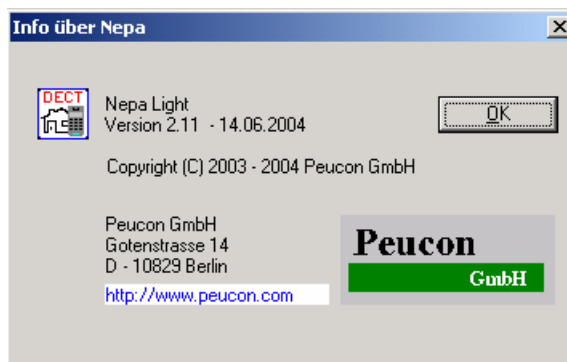 Info über Nepa
DECT
Nepa Light
Version 2.11 - 14.06.2004
OK
Copyright (C) 2003 - 2004 Peucon GmbH
Peucon GmbH
Gotenstrasse 14
D - 10829 Berlin
http://www.peucon.com
Peucon
GmbH